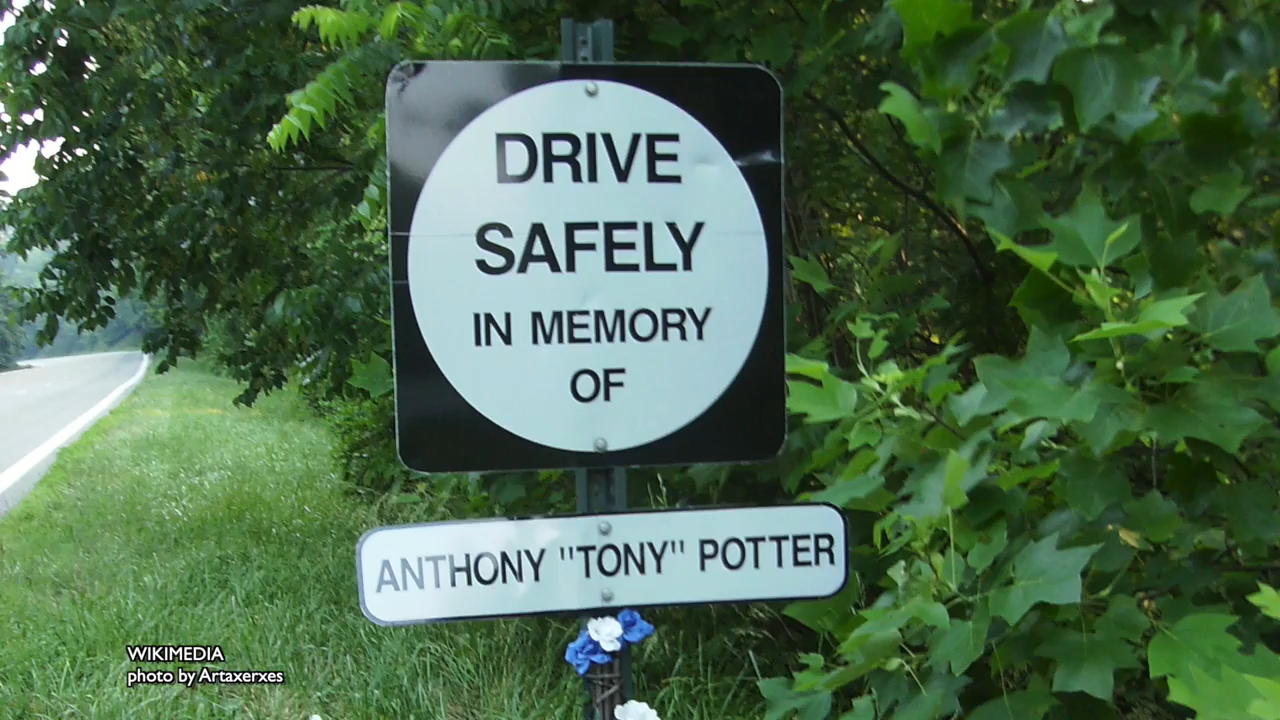 DRIVE
SAFELY
IN MEMORY
OF
ANTHONY "TONY" POTTER
WIKIMEDIA
photo by Artaxerxes